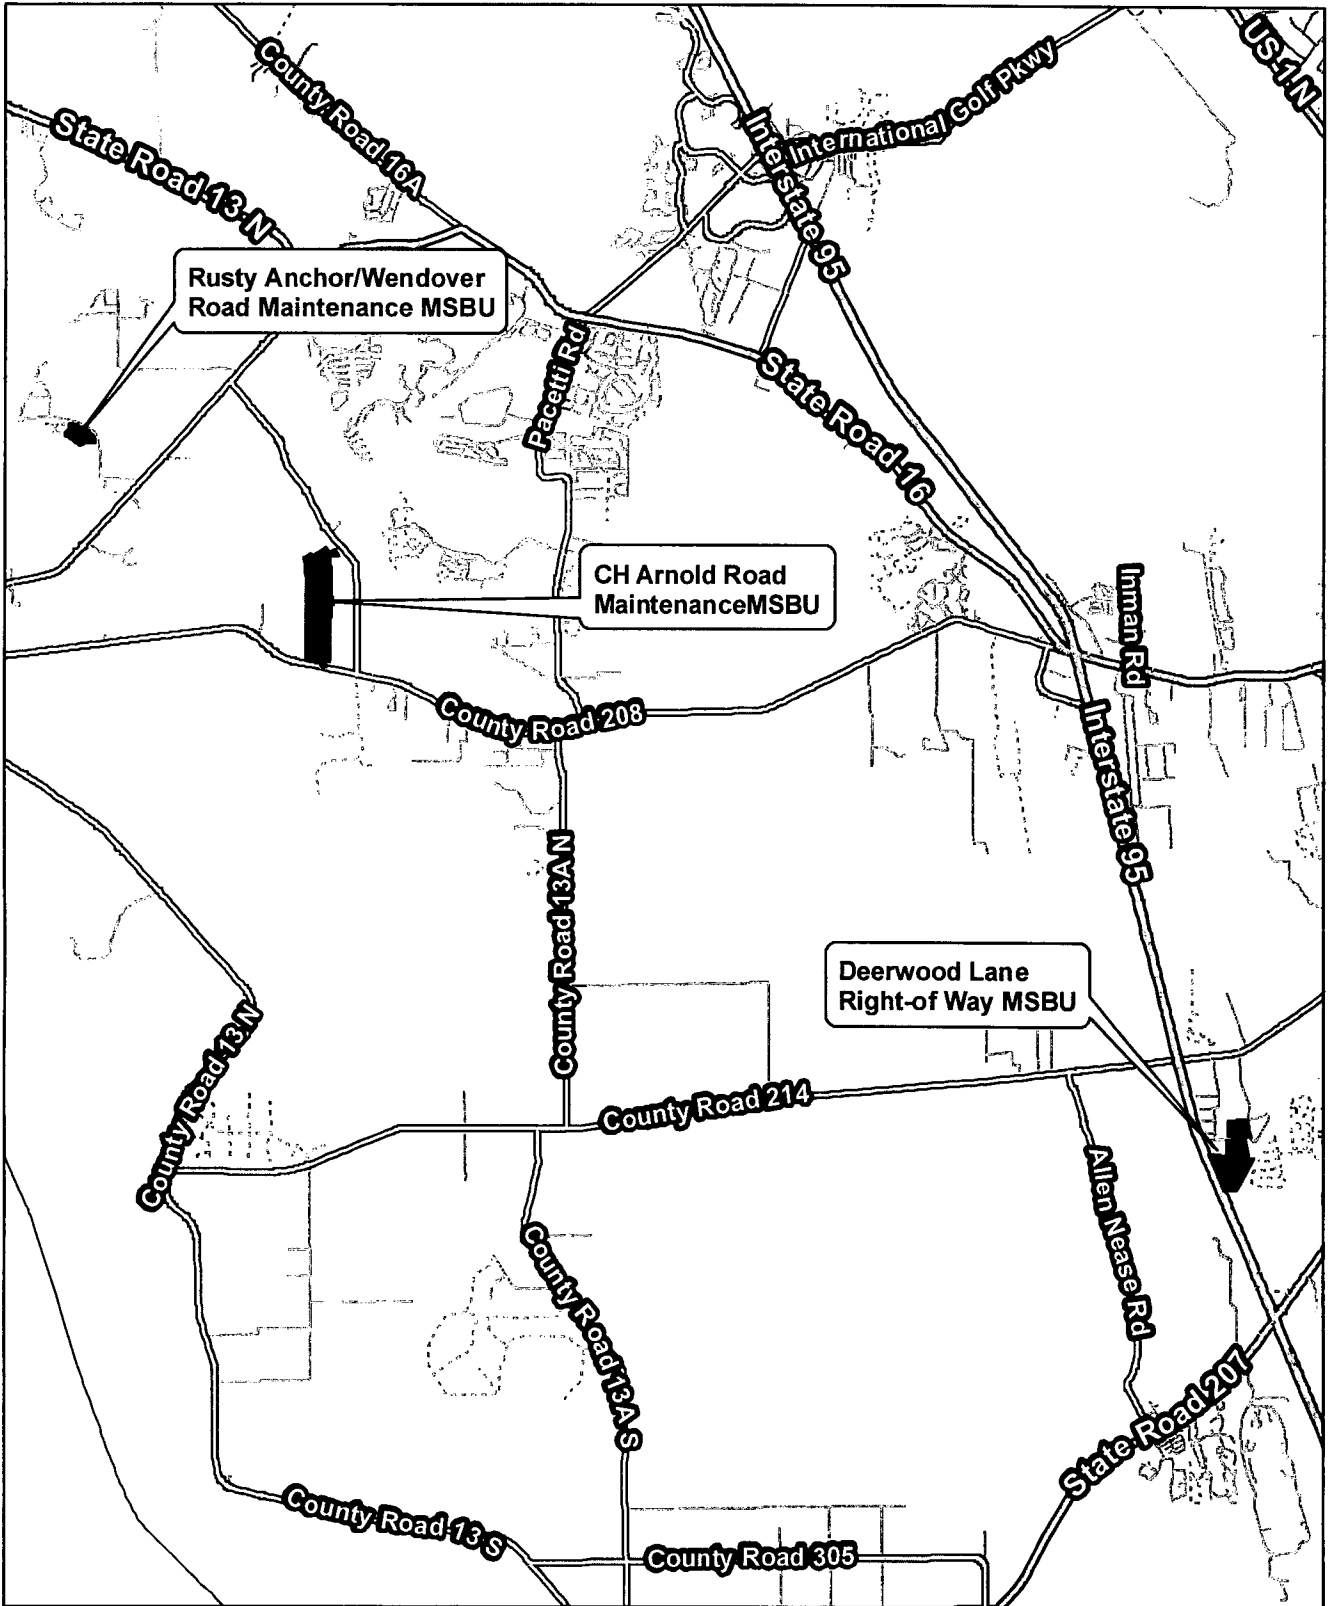 County Road 16A
US 1 N
State Road 13 N
International Golf Pkwy
Interstate 95
Rusty Anchor/Wendover
Road Maintenance MSBU
Pacetti Rd
State Road 16
CH Arnold Road
MaintenanceMSBU
Inman Rd
County Road 208
Interstate 95
County Road 13A N
Deerwood Lane
Right-of Way MSBU
County Road 13 N
County Road 214
Allen Nease Rd
County Road 13A S
State Road 207
County Road 13 S
County Road 305